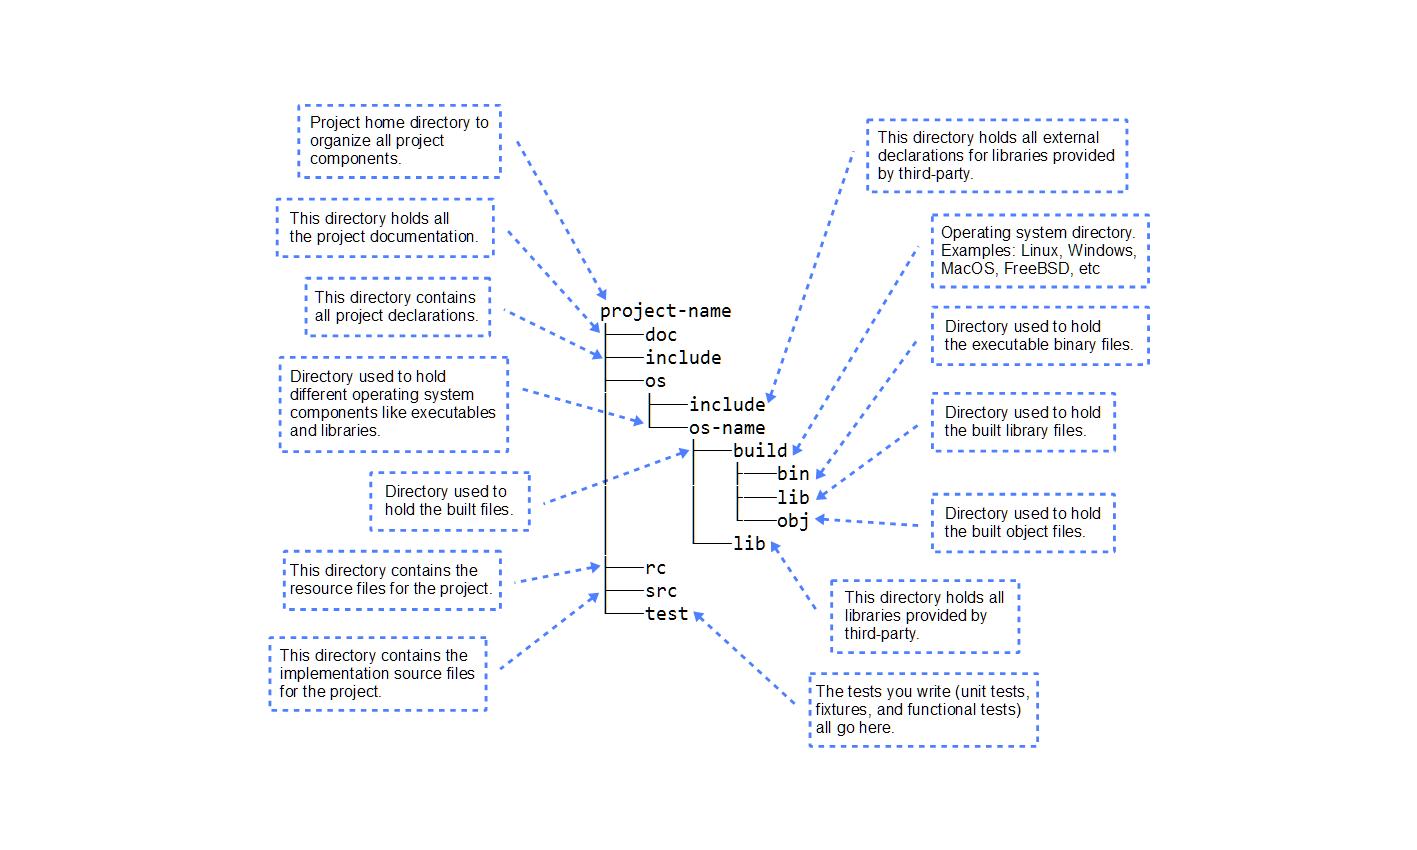 Project home directory to
organize all project
components.
This directory holds all
the project documentation.
This directory contains
all project declarations.
Directory used to hold
different operating system
components like executables
and libraries.
Directory used to
hold the built files.
This directory contains the
resource files for the project.
This directory contains the
implementation source files
for the project.
project-name
doc
include
os
include
os-name
build
bin
lib
obj
lib
rc
src
test
This directory holds all external
declarations for libraries provided
by third-party.
Operating system directory.
Examples: Linux, Windows,
MacOS, FreeBSD, etc
Directory used to hold
the executable binary files.
Directory used to hold
the built library files.
Directory used to hold
the built object files.
This directory holds all
libraries provided by
third-party.
The tests you write (unit tests,
fixtures, and functional tests)
all go here.